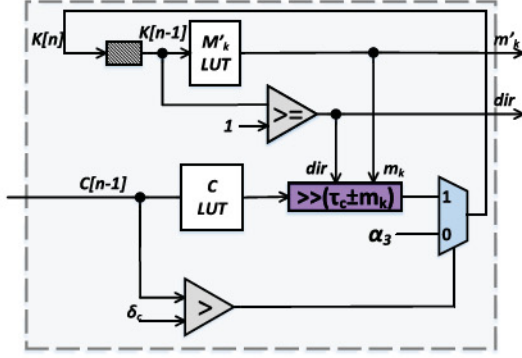 K[n]
K[n-1]
M'k
LUT
m'k
>=
1
dir
dir
mk
C[n-1]
C
LUT
>>(τc±mk)
1
0
α3
δc
>